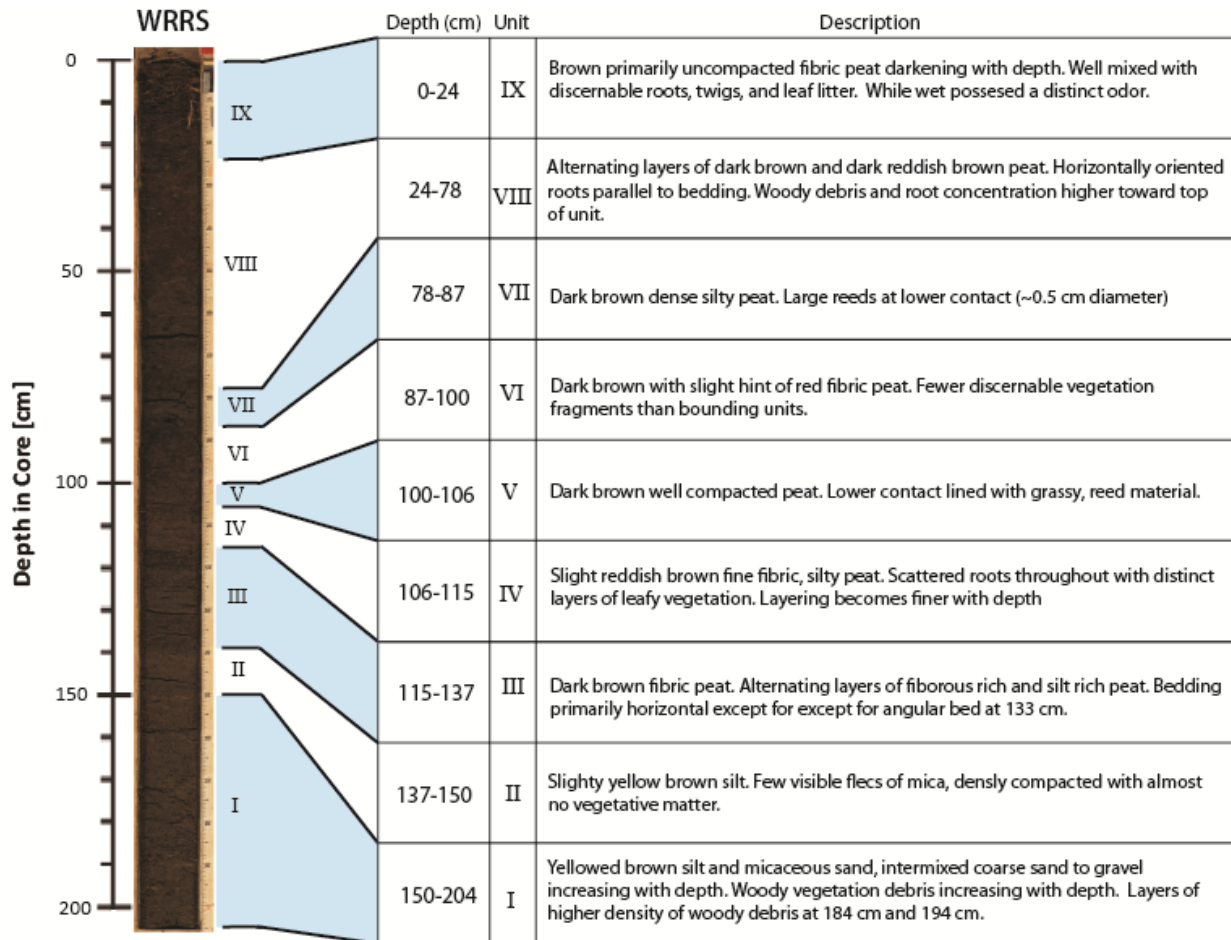 WRRS
Depth (cm) Unit Description
0-24 IX
Brown primarily uncompacted fibric peat darkening with depth. Well mixed with
discernable roots, twigs, and leaf litter. While wet possesed a distinct odor.
24-78 VIII
Alternating layers of dark brown and dark reddish brown peat. Horizontally oriented
roots parallel to bedding. Woody debris and root concentration higher toward top
of unit.
78-87 VII
Dark brown dense silty peat. Large reeds at lower contact (~0.5 cm diameter)
87-100 VI
Dark brown with slight hint of red fibric peat. Fewer discernable vegetation
fragments than bounding units.
100-106 V
Dark brown well compacted peat. Lower contact lined with grassy, reed material.
106-115 IV
Slight reddish brown fine fibric, silty peat. Scattered roots throughout with distinct
layers of leafy vegetation. Layering becomes finer with depth
115-137 III
Dark brown fibric peat. Alternating layers of fiborous rich and silt rich peat. Bedding
primarily horizontal except for except for angular bed at 133 cm.
137-150 II
Slighty yellow brown silt. Few visible flecs of mica, densly compacted with almost
no vegetative matter.
150-204 I
Yellowed brown silt and micaceous sand, intermixed coarse sand to gravel
increasing with depth. Woody vegetation debris increasing with depth. Layers of
higher density of woody debris at 184 cm and 194 cm.
Depth in Core [cm]
0
50
100
150
200
IX
VIII
VII
VI
V
IV
III
II
I